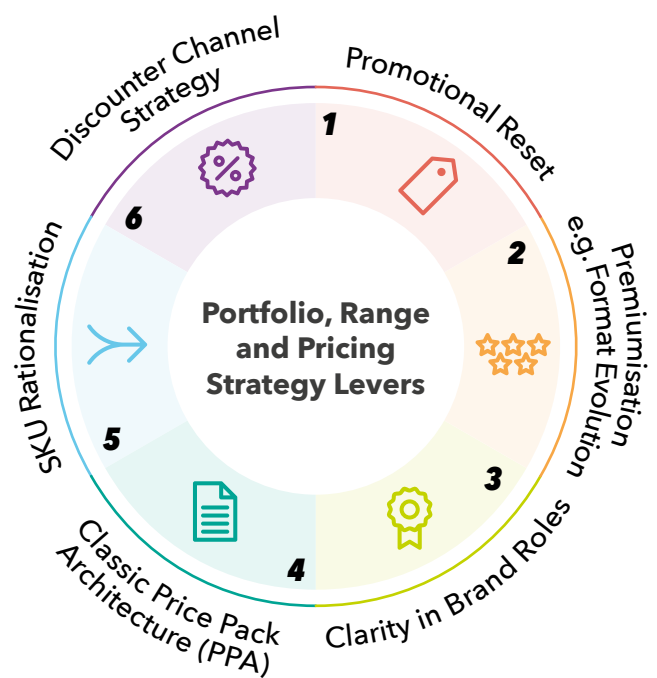 Portfolio, Range
and Pricing
Strategy Levers
1
Promotional Reset
2
Premiumisation
e.g. Format Evolution
3
Clarity in Brand Roles
4
Classic Price Pack
Architecture (PPA)
5
SKU Rationalisation
6
Discounter Channel
Strategy
%